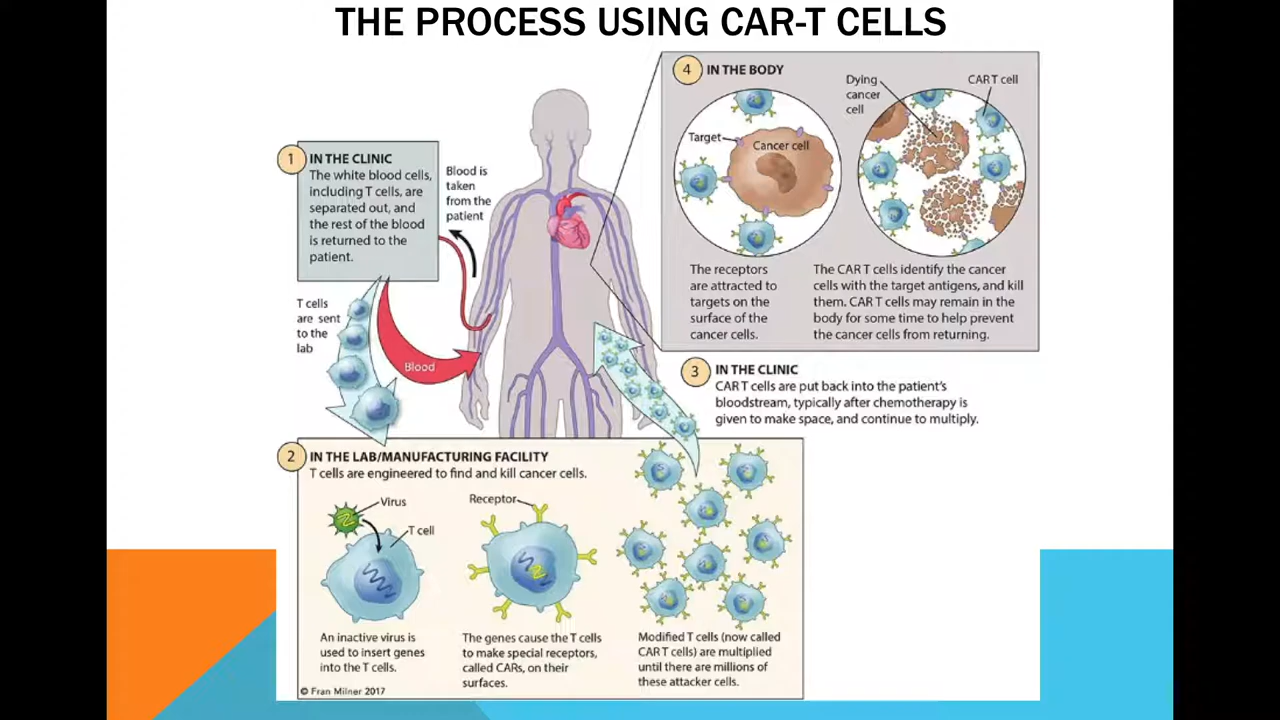 THE PROCESS USING CAR-T CELLS
1
IN THE CLINIC
The white blood cells,
including T cells, are
separated out, and
the rest of the blood
is returned to the
patient.
Blood is
taken
from the
patient
T cells
are sent
to the
lab
Blood
2
IN THE LAB/MANUFACTURING FACILITY
T cells are engineered to find and kill cancer cells.
Virus
T cell
An inactive virus is
used to insert genes
into the T cells.
Receptor
The genes cause the T cells
to make special receptors,
called CARs, on their
surfaces.
Modified T cells (now called
CAR T cells) are multiplied
until there are millions of
these attacker cells.
© Fran Milner 2017
3
IN THE CLINIC
CAR T cells are put back into the patient's
bloodstream, typically after chemotherapy is
given to make space, and continue to multiply.
4
IN THE BODY
Target
Cancer cell
The receptors
are attracted to
targets on the
surface of the
cancer cells.
Dying
cancer
cell
CAR T cell
The CAR T cells identify the cancer
cells with the target antigens, and kill
them. CAR T cells may remain in the
body for some time to help prevent
the cancer cells from returning.